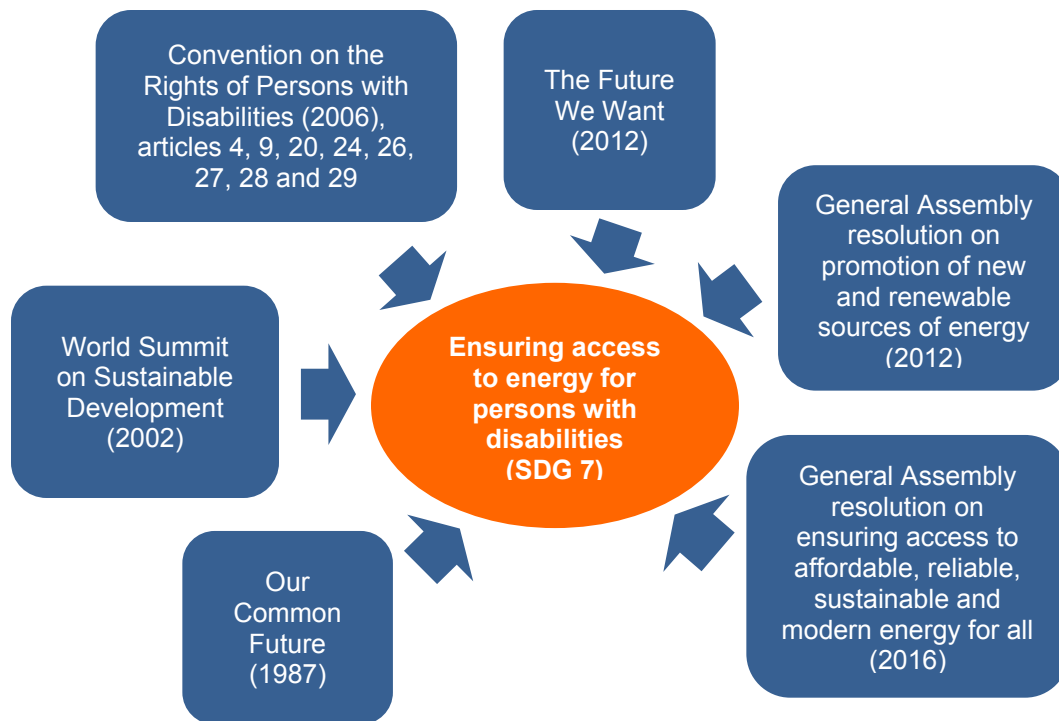 Convention on the
Rights of Persons with
Disabilities (2006),
articles 4, 9, 20, 24, 26,
27, 28 and 29
The Future
We Want
(2012)
General Assembly
resolution on
promotion of new
and renewable
sources of energy
(2012)
World Summit
on Sustainable
Development
(2002)
Ensuring access
to energy for
persons with
disabilities
(SDG 7)
General Assembly
resolution on
ensuring access to
affordable, reliable,
sustainable and
modern energy for all
(2016)
Our
Common
Future
(1987)